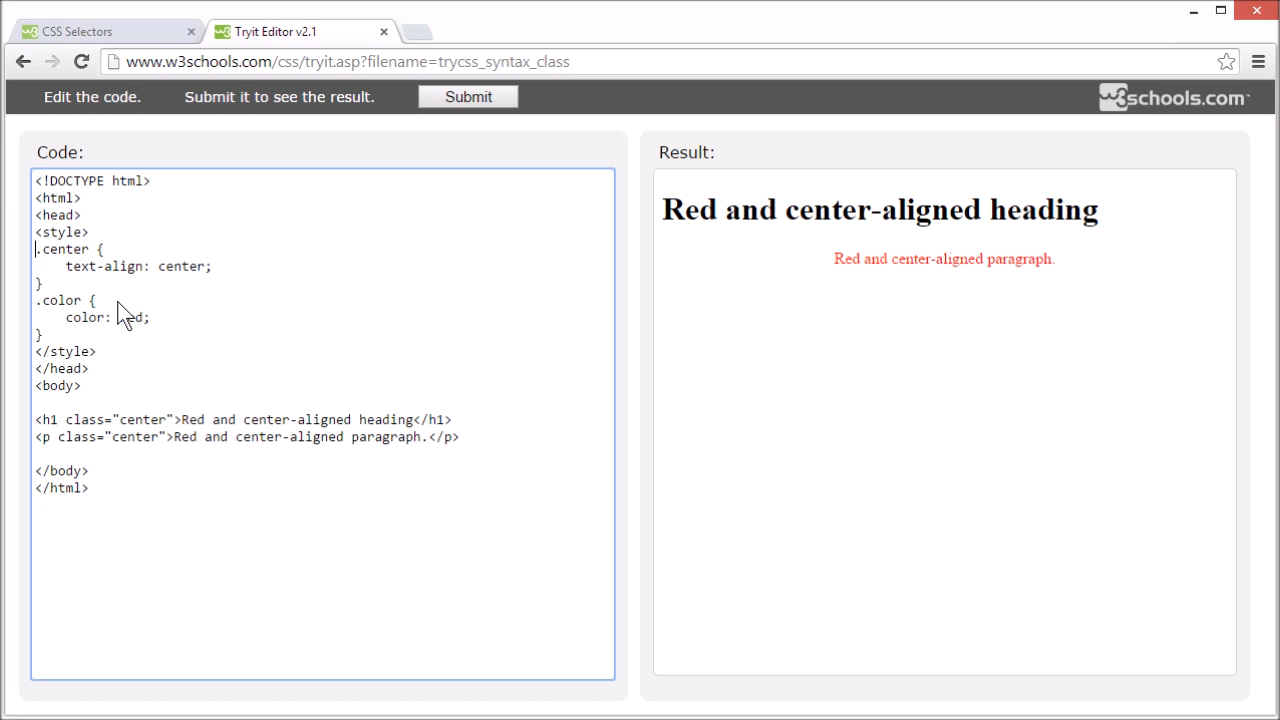 CSS Selectors
Tryit Editor v2.1
www.w3schools.com/css/tryit.asp?filename=trycss_syntax_class
Edit the code.
Submit it to see the result.
Submit
w3schools.com
Code:
<!DOCTYPE html>
<html>
<head>
<style>
.center {
    text-align: center;
}
.color {
    color: d;
}
</style>
</head>
<body>
<h1 class="center">Red and center-aligned heading</h1>
<p class="center">Red and center-aligned paragraph.</p>
</body>
</html>
Result:
Red and center-aligned heading
Red and center-aligned paragraph.